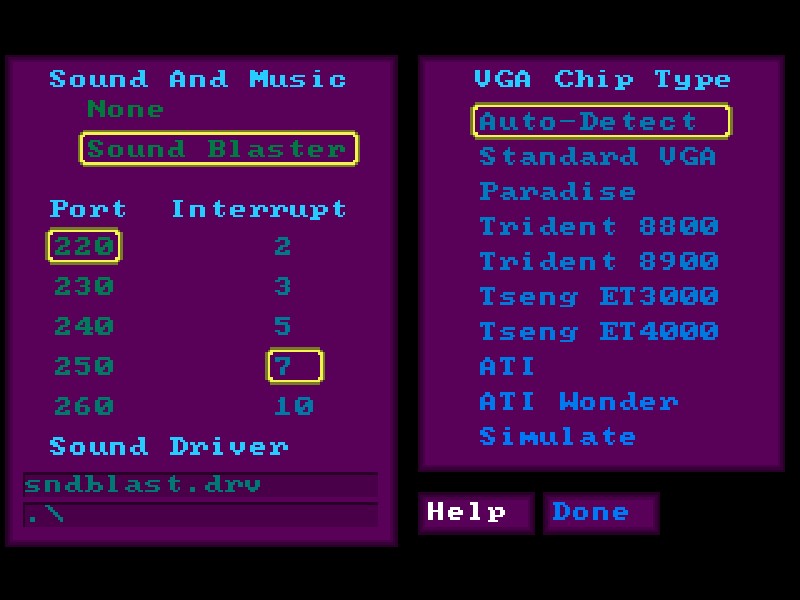 Sound And Music
None
Sound Blaster
Port Interrupt
220 2
230 3
240 5
250 7
260 10
Sound Driver
sndblast.drv
.\
VGA Chip Type
Auto-Detect
Standard VGA
Paradise
Trident 8800
Trident 8900
Tseng ET3000
Tseng ET4000
ATI
ATI Wonder
Simulate
Help Done